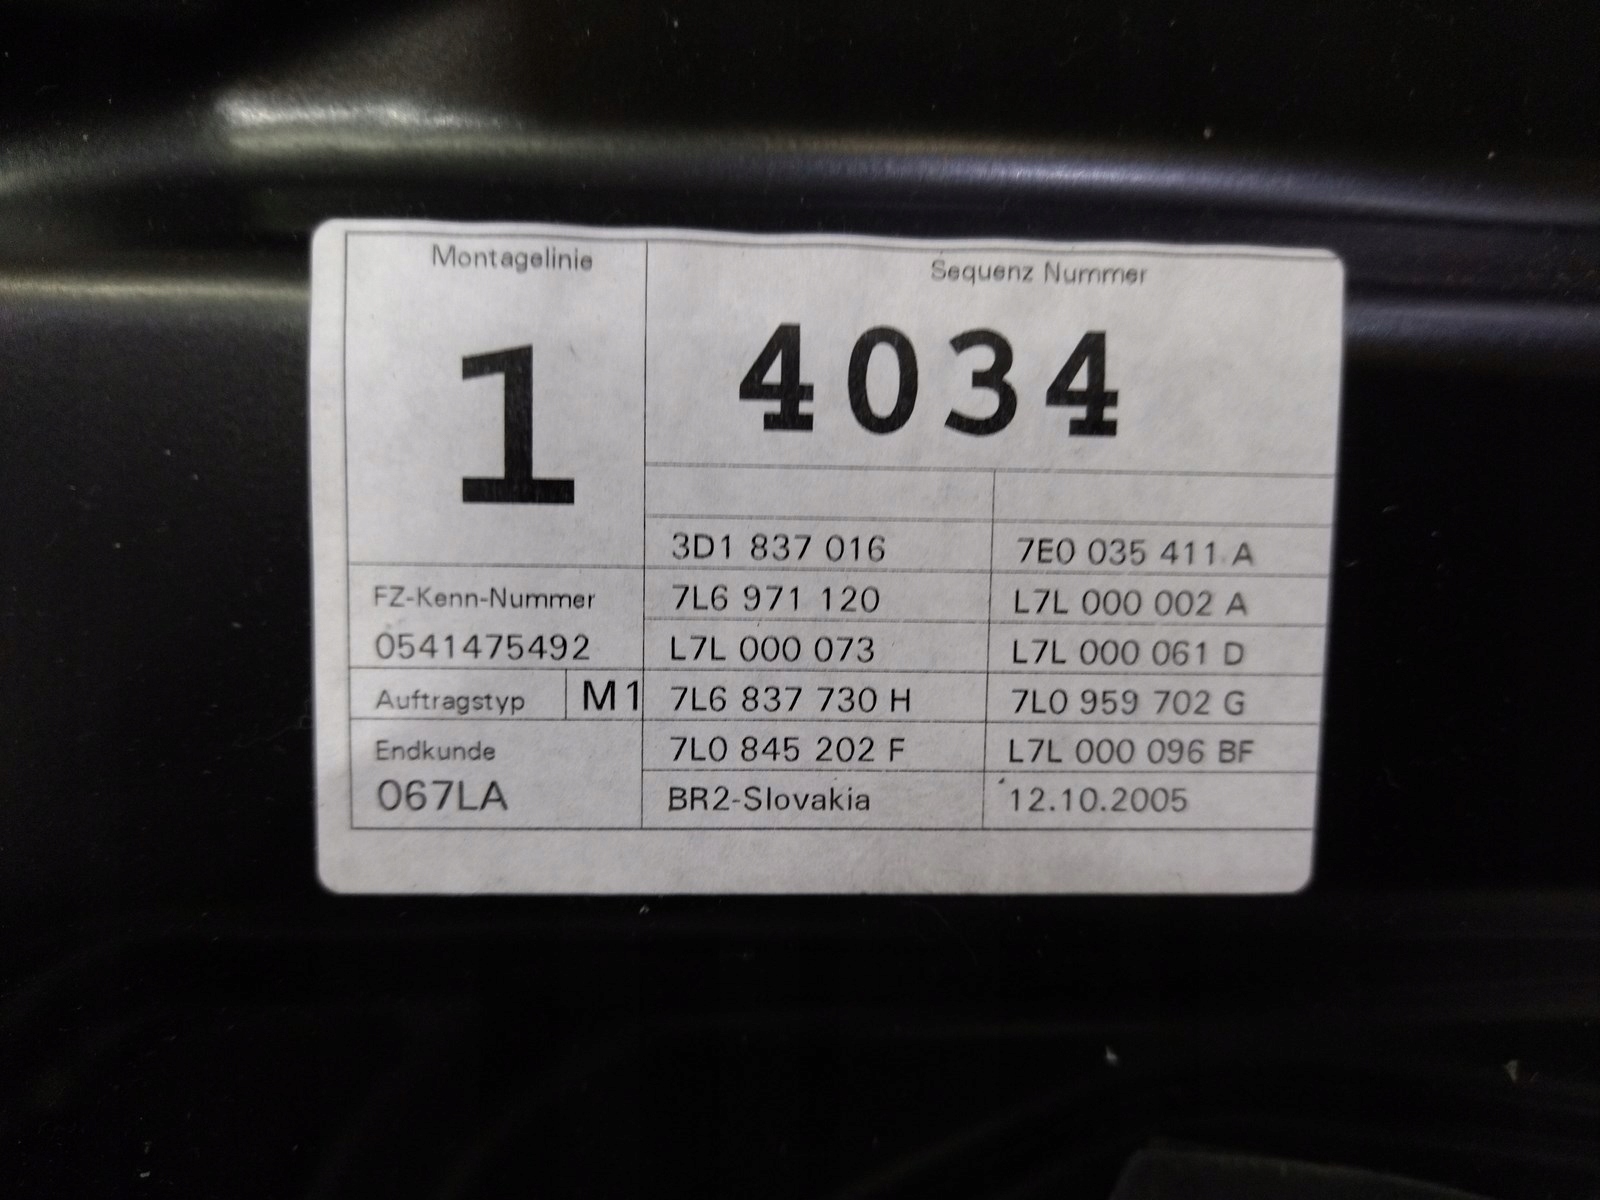 Montagelinie
Sequenz Nummer
1
4034
3D1 837 016
7E0 035 411 A
FZ-Kenn-Nummer
7L6 971 120
L7L 000 002 A
0541475492
L7L 000 073
L7L 000 061 D
Auftragstyp
M1
7L6 837 730 H
7L0 959 702 G
Endkunde
7L0 845 202 F
L7L 000 096 BF
067LA
BR2-Slovakia
12.10.2005